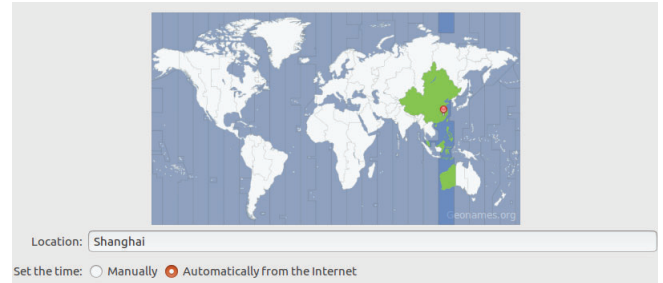 Geonames.org
Location: Shanghai
Set the time: Manually Automatically from the Internet